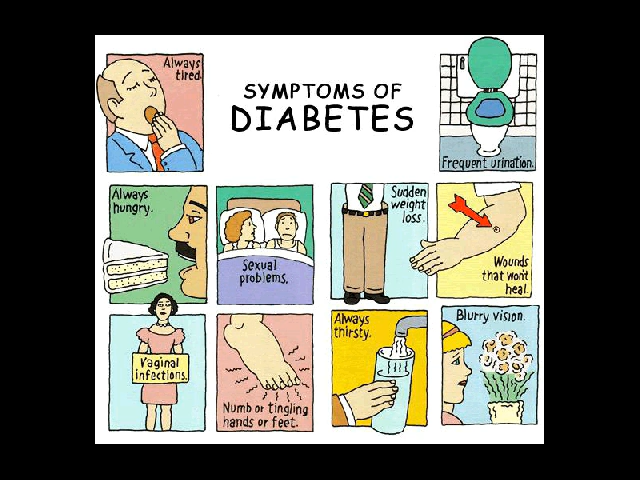 Always
tired.
SYMPTOMS OF
DIABETES
Frequent urination.
Always
hungry.
Sexual
problems.
Sudden
weight
loss.
Wounds
that won't
heal.
Vaginal
infections.
Numb or tingling
hands or feet.
Always
thirsty.
Blurry vision.